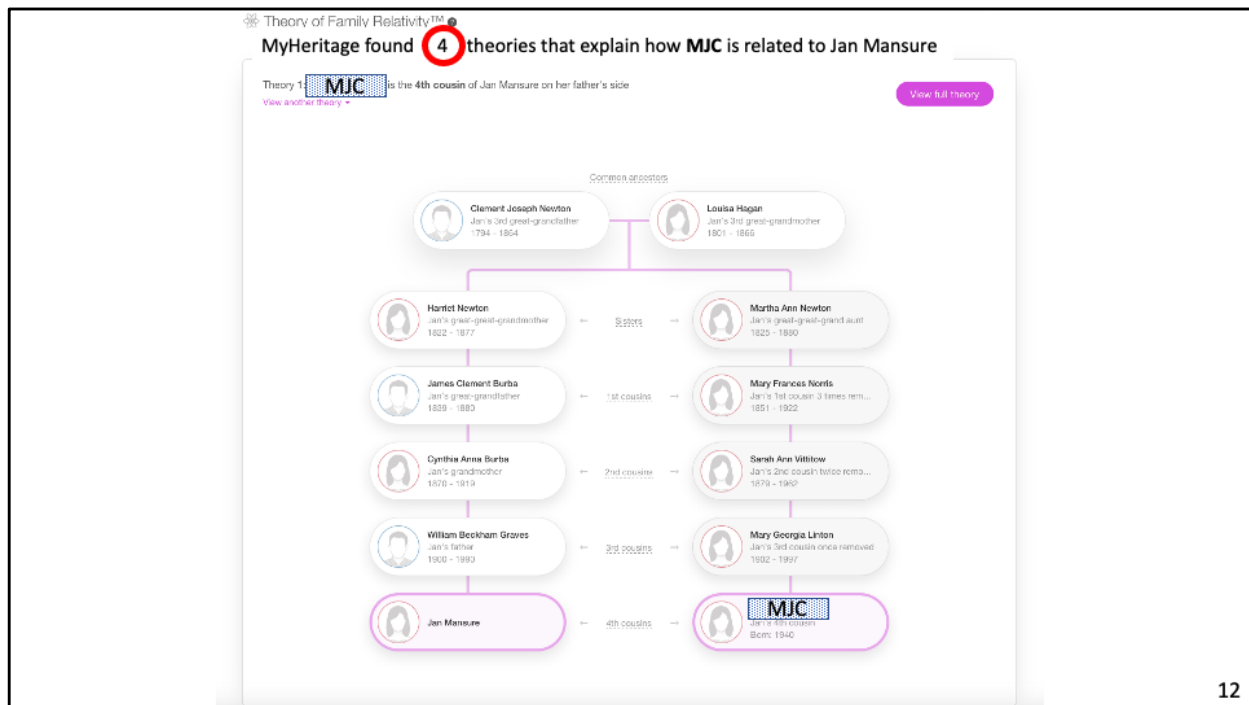 Theory of Family Relativity™ ?
MyHeritage found 4 theories that explain how MJC is related to Jan Mansure
Theory 1: MJC is the 4th cousin of Jan Mansure on her father's side
View another theory
View full theory
Common ancestors
Clement Joseph Newton
Jan's 3rd great-grandfather
1794 - 1864
Louisa Hagan
Jan's 3rd great-grandmother
1801 - 1866
Harriet Newton
Jan's great-great-grandmother
1822 - 1877
← Sisters →
Martha Ann Newton
Jan's great-great-grand aunt
1825 - 1880
James Clement Burba
Jan's great-grandfather
1839 - 1880
← 1st cousins →
Mary Frances Norris
Jan's 1st cousin 3 times rem...
1851 - 1922
Cynthia Anna Burba
Jan's grandmother
1870 - 1919
← 2nd cousins →
Sarah Ann Vittitow
Jan's 2nd cousin twice remo...
1879 - 1962
William Beckham Graves
Jan's father
1900 - 1990
← 3rd cousins →
Mary Georgia Linton
Jan's 3rd cousin once removed
1902 - 1997
Jan Mansure
← 4th cousins →
MJC
Jan's 4th cousin
Born: 1940
12